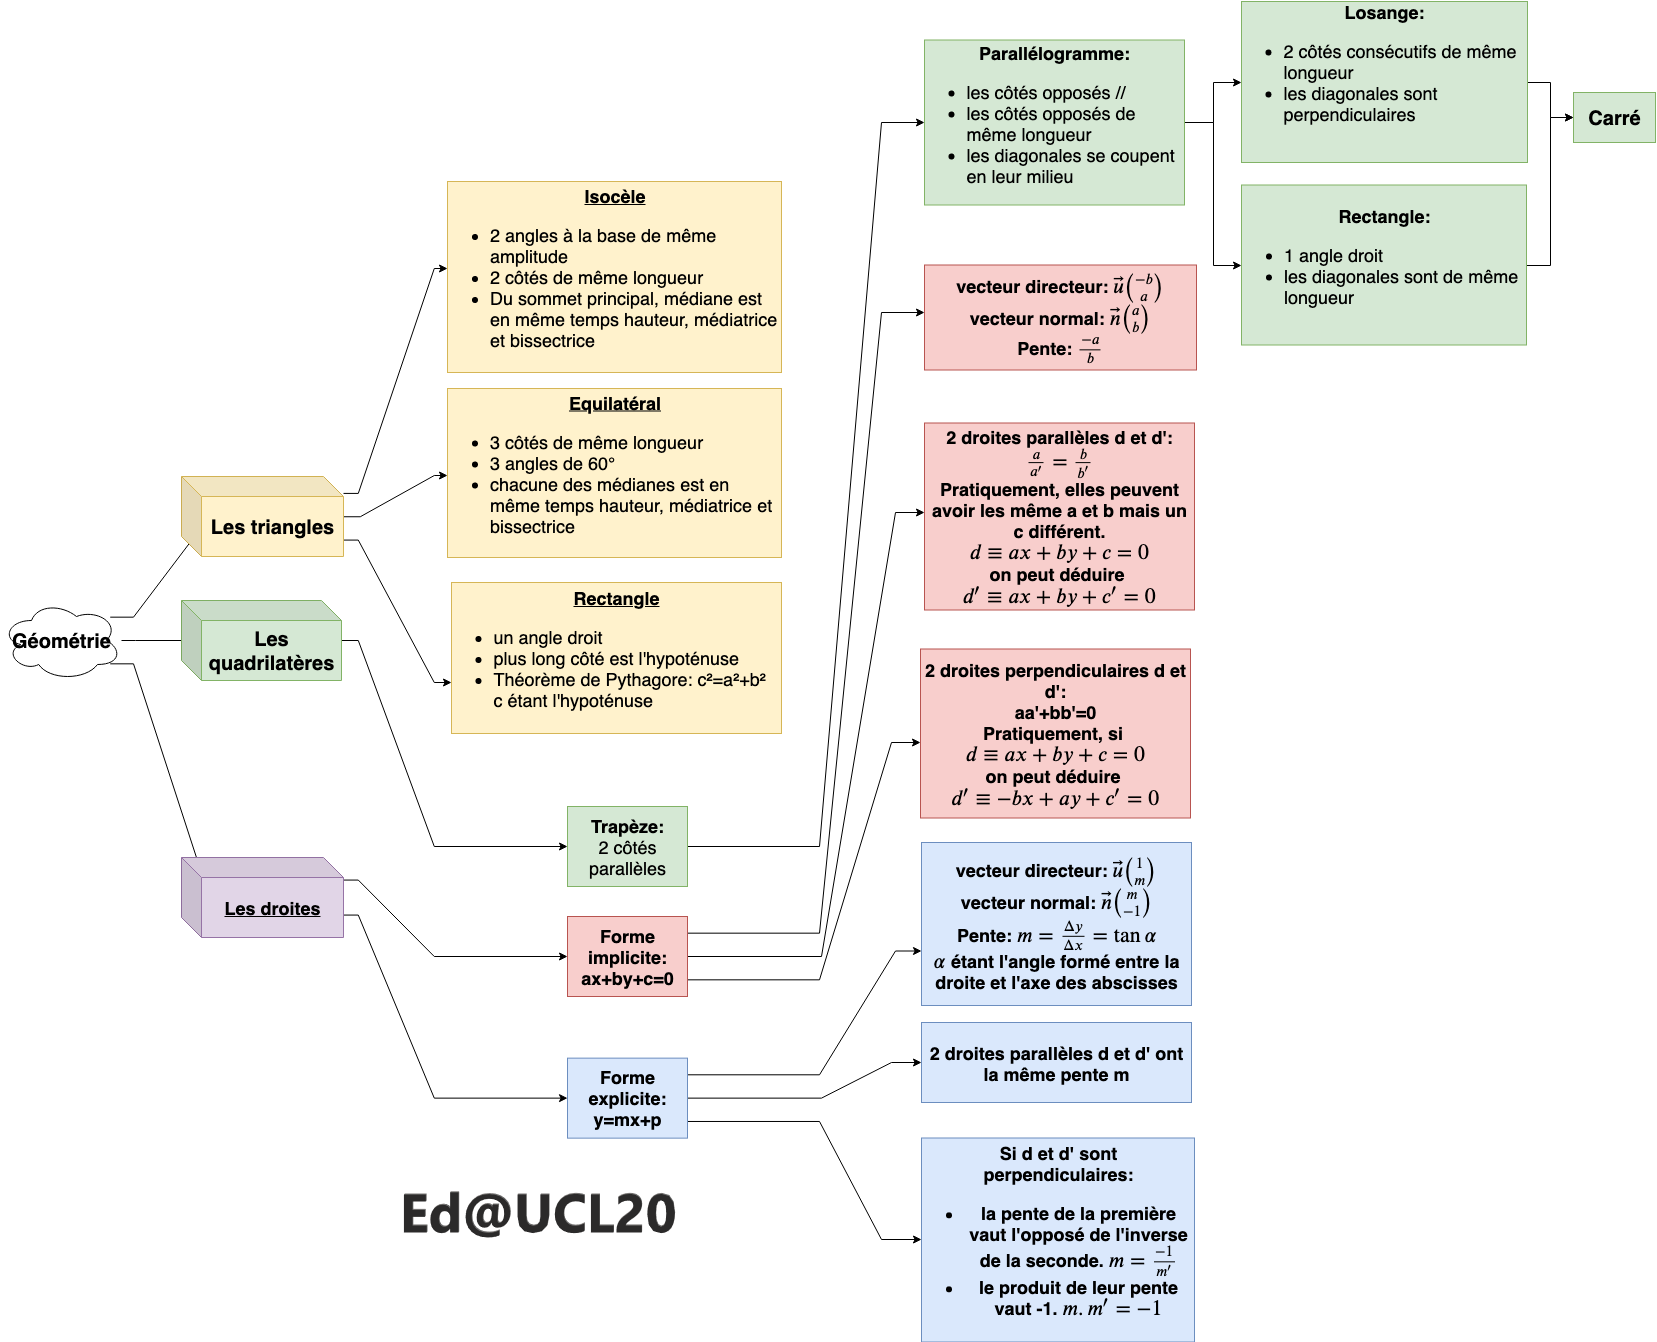 Géométrie
Les triangles
Isocèle
• 2 angles à la base de même
amplitude
• 2 côtés de même longueur
• Du sommet principal, médiane est
en même temps hauteur, médiatrice
et bissectrice
Equilatéral
• 3 côtés de même longueur
• 3 angles de 60°
• chacune des médianes est en
même temps hauteur, médiatrice et
bissectrice
Rectangle
• un angle droit
• plus long côté est l'hypoténuse
• Théorème de Pythagore: c²=a²+b²
c étant l'hypoténuse
Les
quadrilatères
Trapèze:
2 côtés
parallèles
Parallélogramme:
• les côtés opposés //
• les côtés opposés de
même longueur
• les diagonales se coupent
en leur milieu
Losange:
• 2 côtés consécutifs de même
longueur
• les diagonales sont
perpendiculaires
Rectangle:
• 1 angle droit
• les diagonales sont de même
longueur
Carré
Les droites
Forme
implicite:
ax+by+c=0
vecteur directeur: $\vec{u}\binom{-b}{a}$
vecteur normal: $\vec{n}\binom{a}{b}$
Pente: $\frac{-a}{b}$
2 droites parallèles d et d':
$\frac{a}{a'} = \frac{b}{b'}$
Pratiquement, elles peuvent
avoir les même a et b mais un
c différent.
d ≡ ax + by + c = 0
on peut déduire
d′ ≡ ax + by + c′ = 0
2 droites perpendiculaires d et
d':
aa'+bb'=0
Pratiquement, si
d ≡ ax + by + c = 0
on peut déduire
d′ ≡ −bx + ay + c′ = 0
Forme
explicite:
y=mx+p
vecteur directeur: $\vec{u}\binom{1}{m}$
vecteur normal: $\vec{n}\binom{m}{-1}$
Pente: $m = \frac{\Delta y}{\Delta x} = \tan \alpha$
α étant l'angle formé entre la
droite et l'axe des abscisses
2 droites parallèles d et d' ont
la même pente m
Si d et d' sont
perpendiculaires:
• la pente de la première
vaut l'opposé de l'inverse
de la seconde. $m = \frac{-1}{m'}$
• le produit de leur pente
vaut -1. m. m′ = −1
Ed@UCL20